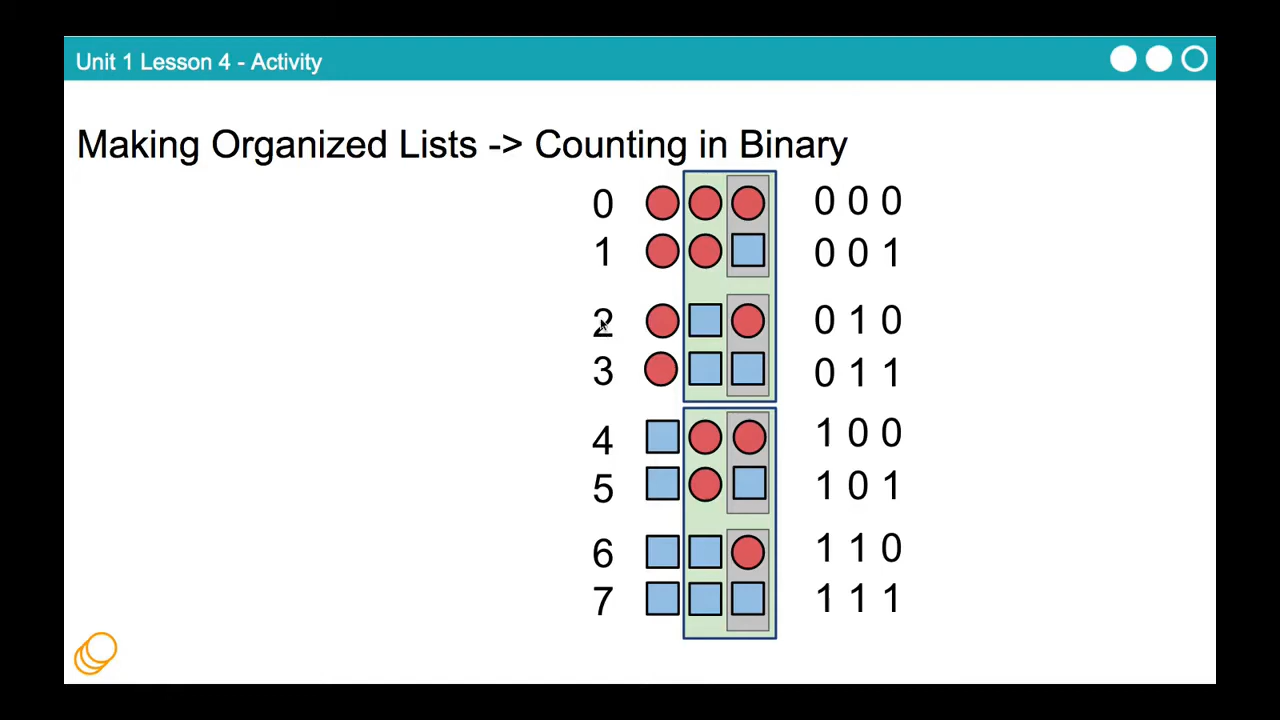 Unit 1 Lesson 4 - Activity
Making Organized Lists -> Counting in Binary
0 0 0 0
1 0 0 1
2 0 1 0
3 0 1 1
4 1 0 0
5 1 0 1
6 1 1 0
7 1 1 1